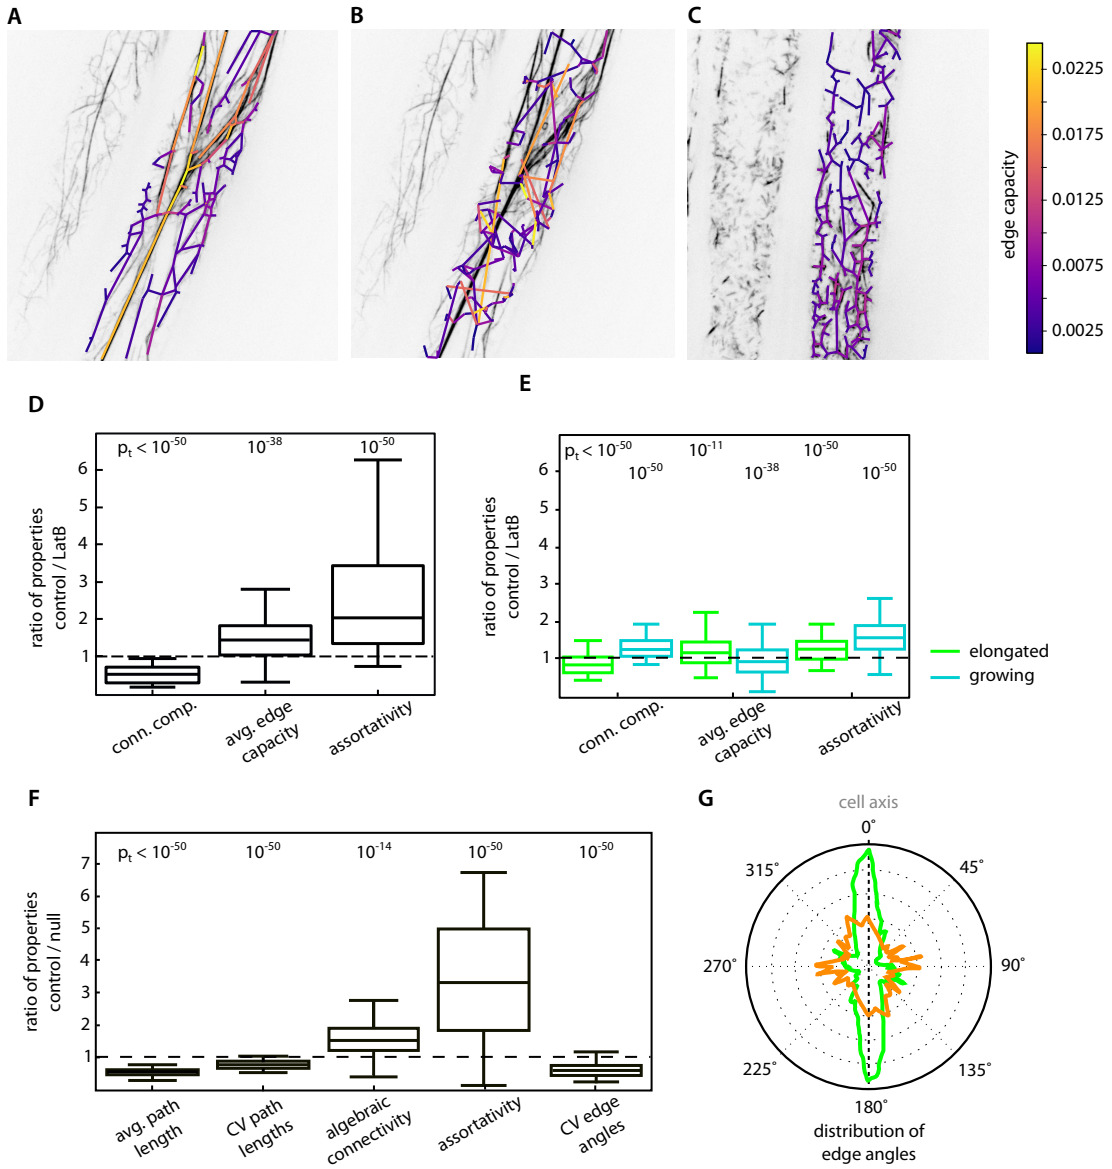 A
B
C
0.0225
0.0175
0.0125
0.0075
0.0025
edge capacity
D
p_t < 10^-50
10^-38
10^-50
6
5
4
3
2
1
ratio of properties
control / LatB
conn. comp.
avg. edge
capacity
assortativity
E
p_t < 10^-50
10^-11
10^-50
10^-50
10^-38
10^-50
6
5
4
3
2
1
ratio of properties
control / LatB
conn. comp.
avg. edge
capacity
assortativity
elongated
growing
F
p_t < 10^-50
10^-50
10^-14
10^-50
10^-50
7
6
5
4
3
2
1
ratio of properties
control / null
avg. path
length
CV path
lengths
algebraic
connectivity
assortativity
CV edge
angles
G
cell axis
0°
315°
45°
270°
90°
225°
135°
180°
distribution of
edge angles